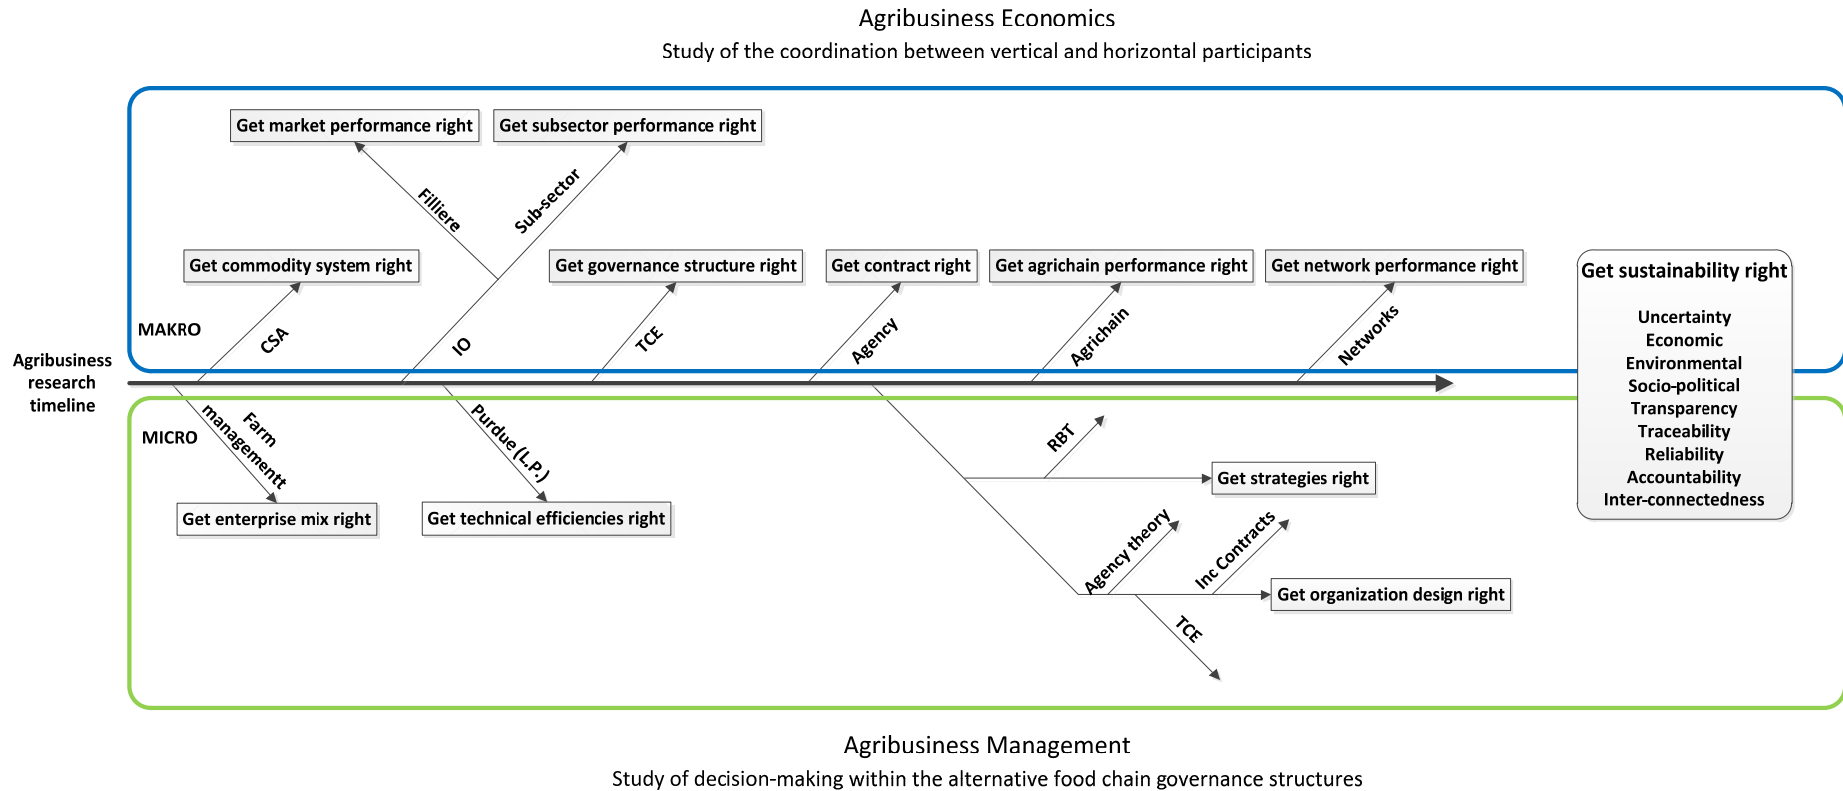 Agribusiness Economics
Study of the coordination between vertical and horizontal participants
Get market performance right
Get subsector performance right
Filliere
Sub-sector
Get commodity system right
Get governance structure right
Get contract right
Get agrichain performance right
Get network performance right
MAKRO
CSA
IO
TCE
Agency
Agrichain
Networks
Agribusiness
research
timeline
Get sustainability right
Uncertainty
Economic
Environmental
Socio-political
Transparency
Traceability
Reliability
Accountability
Inter-connectedness
MICRO
Farm
managementt
Purdue (L.P.)
RBT
Get enterprise mix right
Get technical efficiencies right
Get strategies right
Agency theory
Inc Contracts
Get organization design right
TCE
Agribusiness Management
Study of decision-making within the alternative food chain governance structures